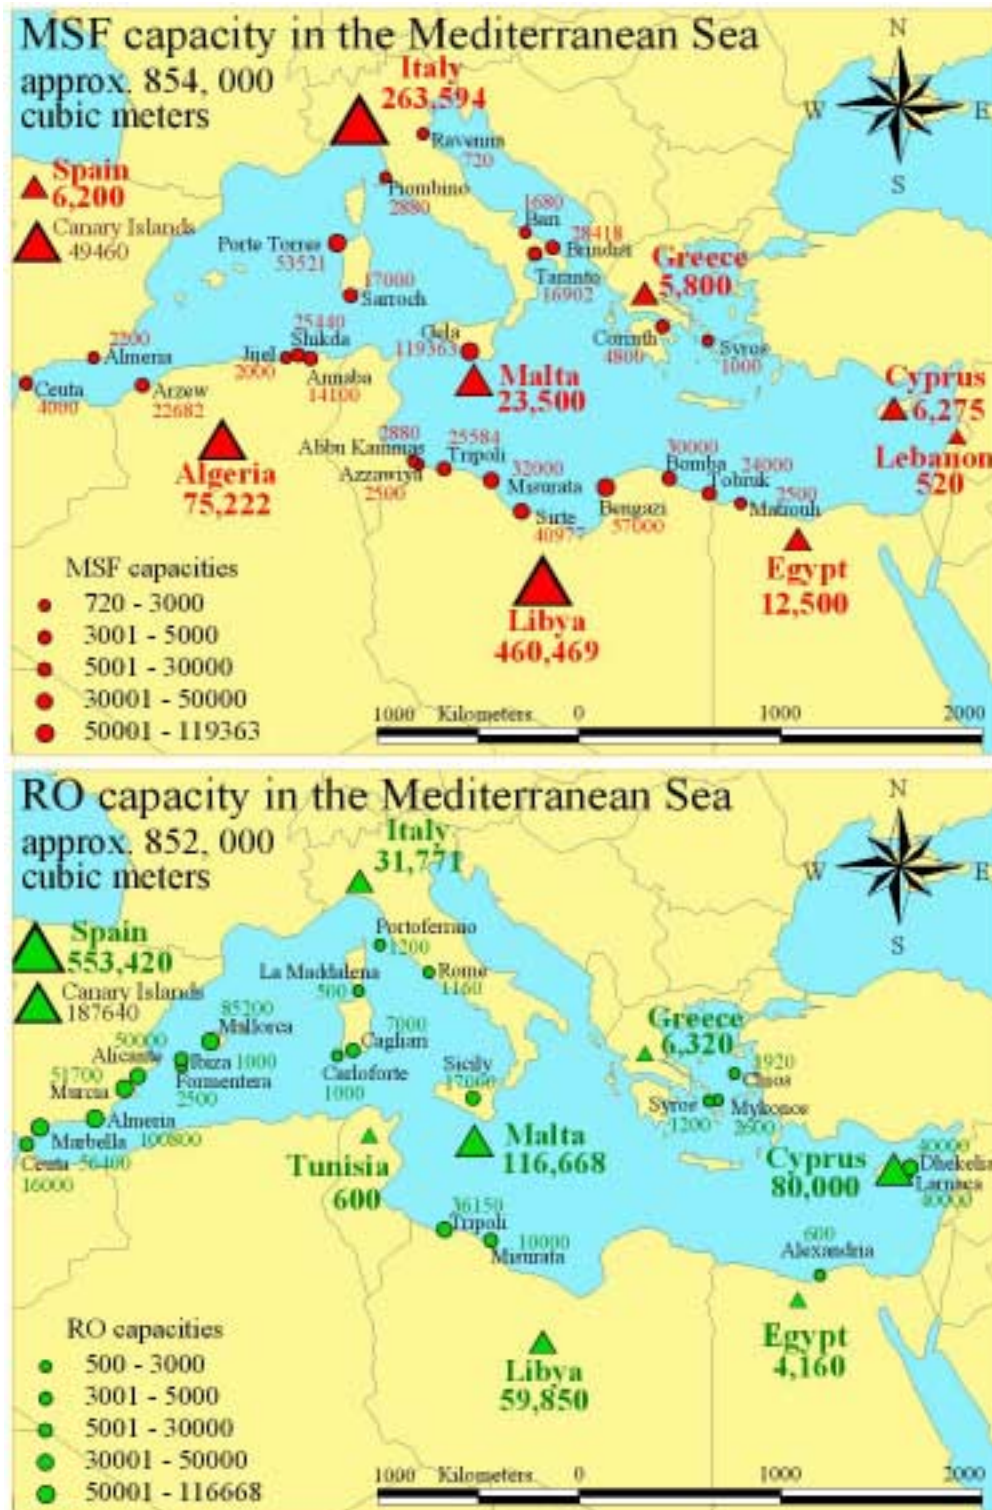 MSF capacity in the Mediterranean Sea
approx. 854, 000
cubic meters
N
W
E
S
Italy
263,594
Ravenna
720
Piombino
2880
Spain
6,200
Canary Islands
49460
Porte Torres
53521
17000
Sarroch
1680
Bari
28418
Brindisi
Taranto
16902
Greece
5,800
Corinth
4800
Syros
1000
2200
Almeria
Ceuta
4000
Arzew
22682
25440
Shikda
Jijel
2000
Annaba
14100
Gela
119363
Malta
23,500
Cyprus
6,275
Lebanon
520
Algeria
75,222
2880
Abbu Kammas
Azzawiya
2500
25584
Tripoli
32000
Misurata
Sirte
40977
Bengazi
57000
30000
Bomba
24000
Tobruk
2500
Matrouh
Egypt
12,500
Libya
460,469
MSF capacities
720 - 3000
3001 - 5000
5001 - 30000
30001 - 50000
50001 - 119363
1000 Kilometers 0 1000 2000
RO capacity in the Mediterranean Sea
approx. 852, 000
cubic meters
N
W
E
S
Italy
31,771
Portoferraio
1200
Rome
1160
La Maddalena
500
Spain
553,420
Canary Islands
187640
85200
Mallorca
50000
Alicante
Ibiza 1000
Formentera
2500
51700
Murcia
Almeria
100800
Marbella
56400
Ceuta
16000
7000
Cagliari
Carloforte
1000
Sicily
17000
Greece
6,320
1920
Chios
Syros
1200
Mykonos
2600
Tunisia
600
Malta
116,668
Cyprus
80,000
40000
Dhekelia
Larnaca
40000
36150
Tripoli
10000
Misurata
600
Alexandria
Egypt
4,160
Libya
59,850
RO capacities
500 - 3000
3001 - 5000
5001 - 30000
30001 - 50000
50001 - 116668
1000 Kilometers 0 1000 2000